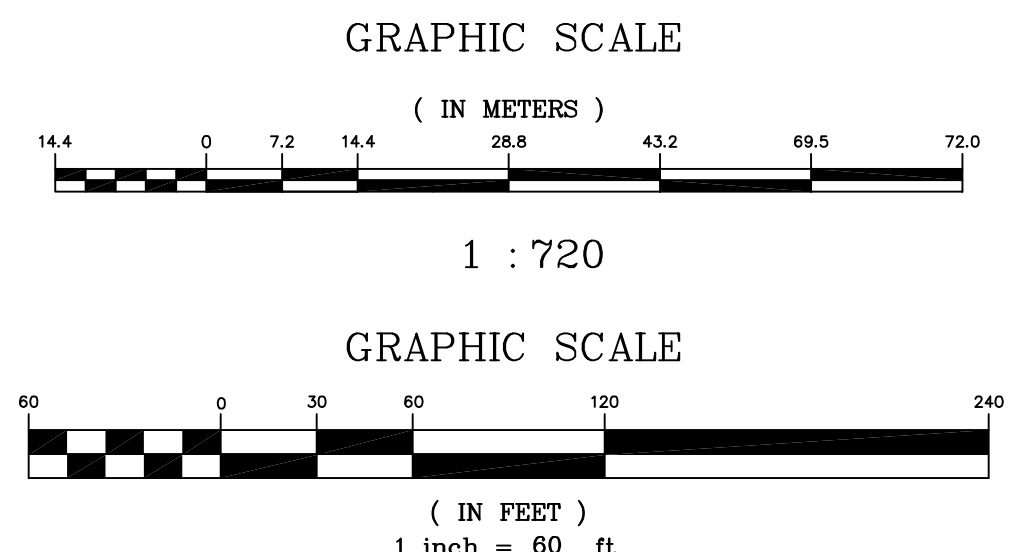 GRAPHIC SCALE
( IN METERS )
14.4 0 7.2 14.4 28.8 43.2 69.5 72.0
1 : 720
GRAPHIC SCALE
60 0 30 60 120 240
( IN FEET )
1 inch = 60 ft